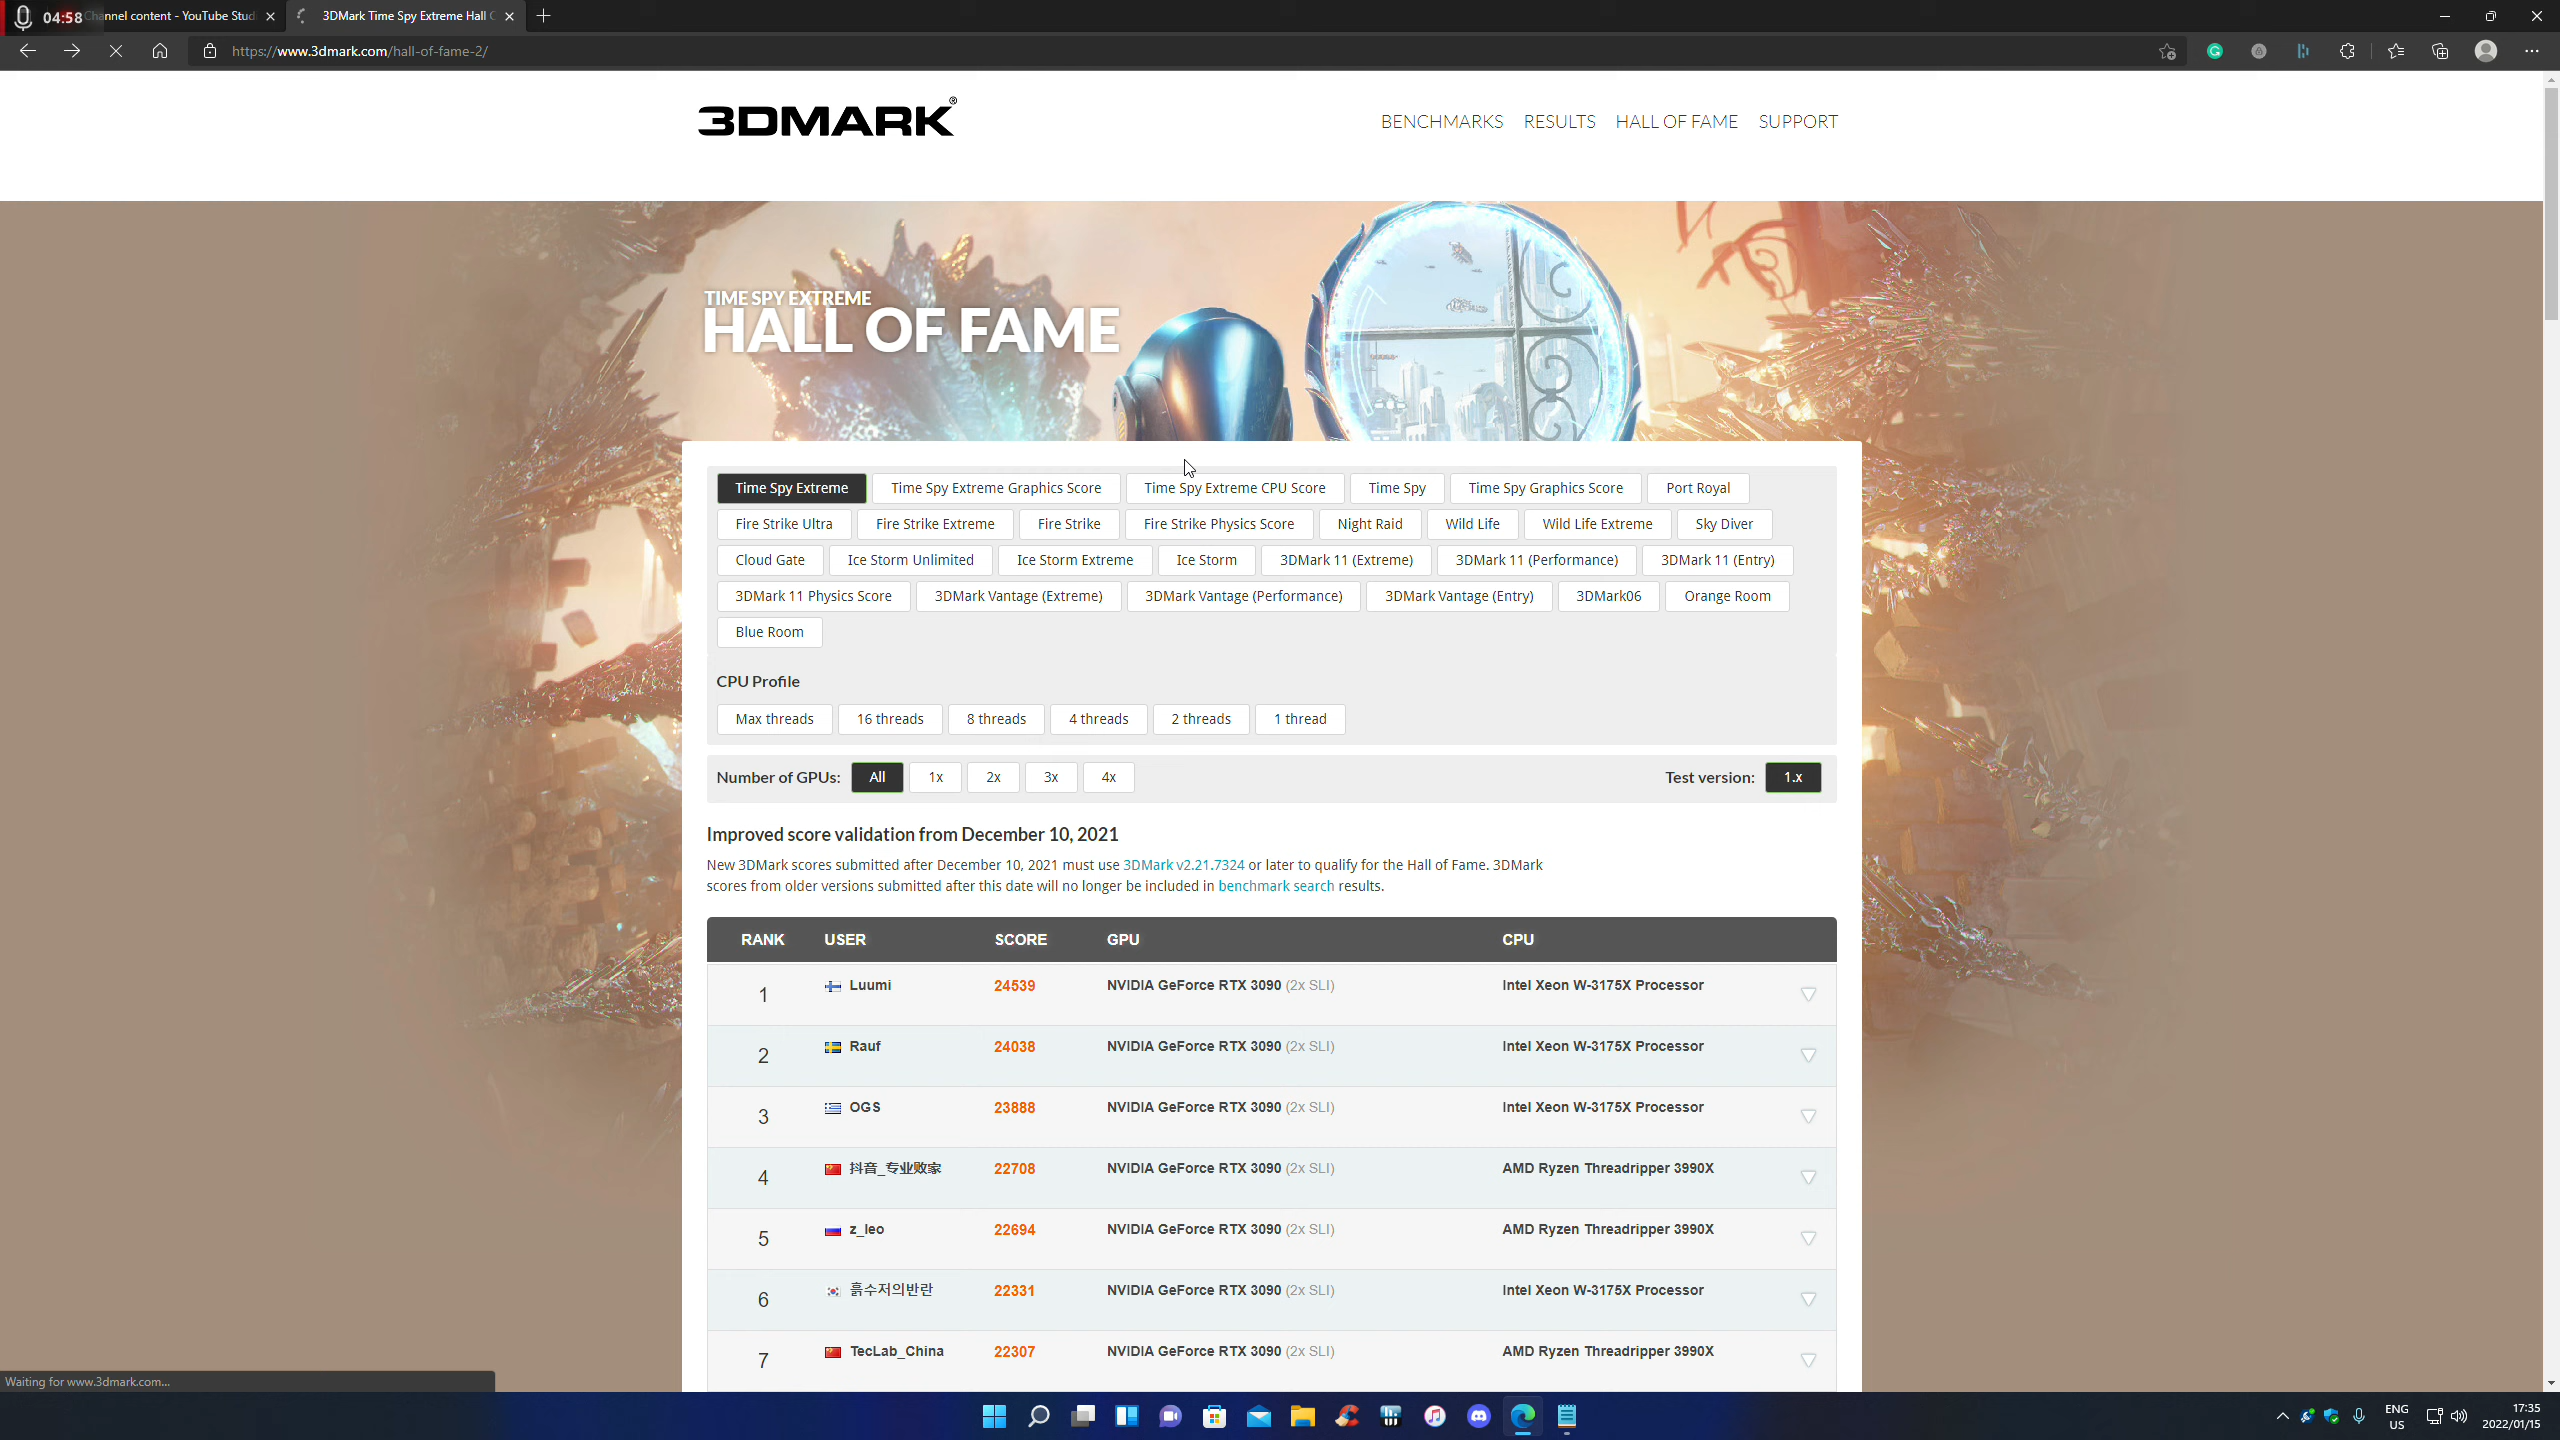 04:58 Channel content - YouTube Studi
3DMark Time Spy Extreme Hall O
https://www.3dmark.com/hall-of-fame-2/
3DMARK®
BENCHMARKS RESULTS HALL OF FAME SUPPORT
TIME SPY EXTREME
HALL OF FAME
Time Spy Extreme Time Spy Extreme Graphics Score Time Spy Extreme CPU Score Time Spy Time Spy Graphics Score Port Royal
Fire Strike Ultra Fire Strike Extreme Fire Strike Fire Strike Physics Score Night Raid Wild Life Wild Life Extreme Sky Diver
Cloud Gate Ice Storm Unlimited Ice Storm Extreme Ice Storm 3DMark 11 (Extreme) 3DMark 11 (Performance) 3DMark 11 (Entry)
3DMark 11 Physics Score 3DMark Vantage (Extreme) 3DMark Vantage (Performance) 3DMark Vantage (Entry) 3DMark06 Orange Room
Blue Room
CPU Profile
Max threads 16 threads 8 threads 4 threads 2 threads 1 thread
Number of GPUs: All 1x 2x 3x 4x Test version: 1.x
Improved score validation from December 10, 2021
New 3DMark scores submitted after December 10, 2021 must use 3DMark v2.21.7324 or later to qualify for the Hall of Fame. 3DMark
scores from older versions submitted after this date will no longer be included in benchmark search results.
RANK USER SCORE GPU CPU
1 Luumi 24539 NVIDIA GeForce RTX 3090 (2x SLI) Intel Xeon W-3175X Processor
2 Rauf 24038 NVIDIA GeForce RTX 3090 (2x SLI) Intel Xeon W-3175X Processor
3 OGS 23888 NVIDIA GeForce RTX 3090 (2x SLI) Intel Xeon W-3175X Processor
4 抖音_专业败家 22708 NVIDIA GeForce RTX 3090 (2x SLI) AMD Ryzen Threadripper 3990X
5 z_leo 22694 NVIDIA GeForce RTX 3090 (2x SLI) AMD Ryzen Threadripper 3990X
6 흙수저의반란 22331 NVIDIA GeForce RTX 3090 (2x SLI) Intel Xeon W-3175X Processor
7 TecLab_China 22307 NVIDIA GeForce RTX 3090 (2x SLI) AMD Ryzen Threadripper 3990X
Waiting for www.3dmark.com...
ENG 17:35
US 2022/01/15